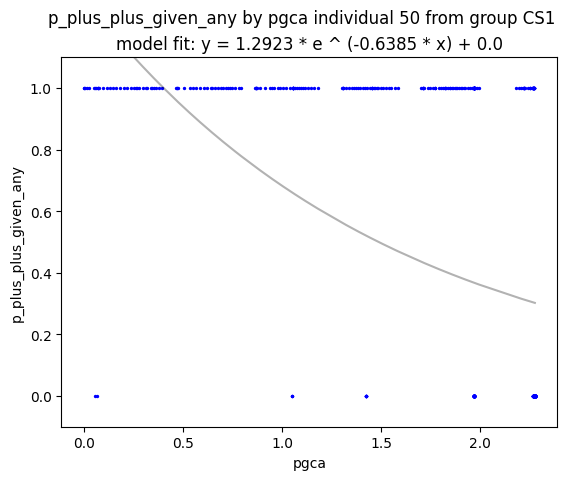 p_plus_plus_given_any by pgca individual 50 from group CS1
model fit: y = 1.2923 * e ^ (-0.6385 * x) + 0.0
1.0
0.8
0.6
0.4
0.2
0.0
p_plus_plus_given_any
0.0 0.5 1.0 1.5 2.0
pgca